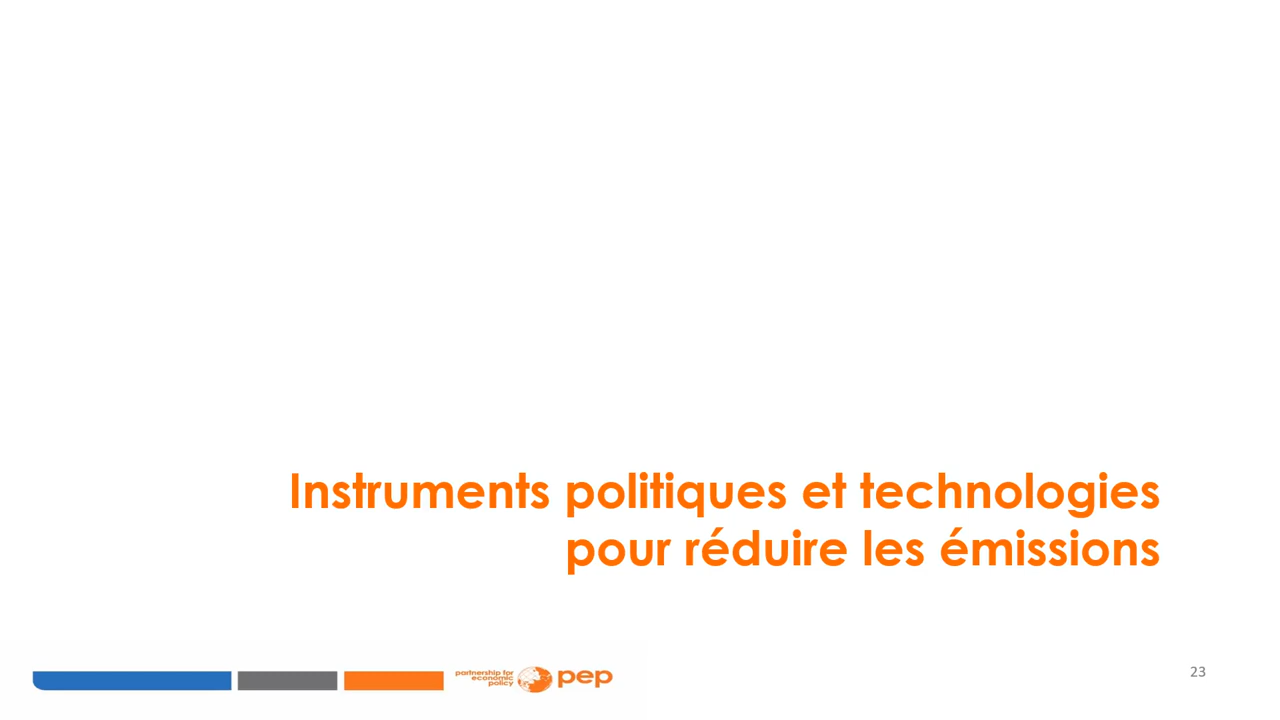 Instruments politiques et technologies
pour réduire les émissions
partnership for
economic
policy
pep
23